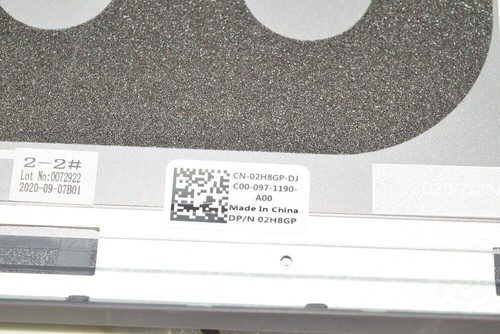 2-2#
Lot No:0072922
2020-09-07B01
CN-02H8GP-DJ
C00-097-1190-
A00
Made In China
DP/N 02H8GP